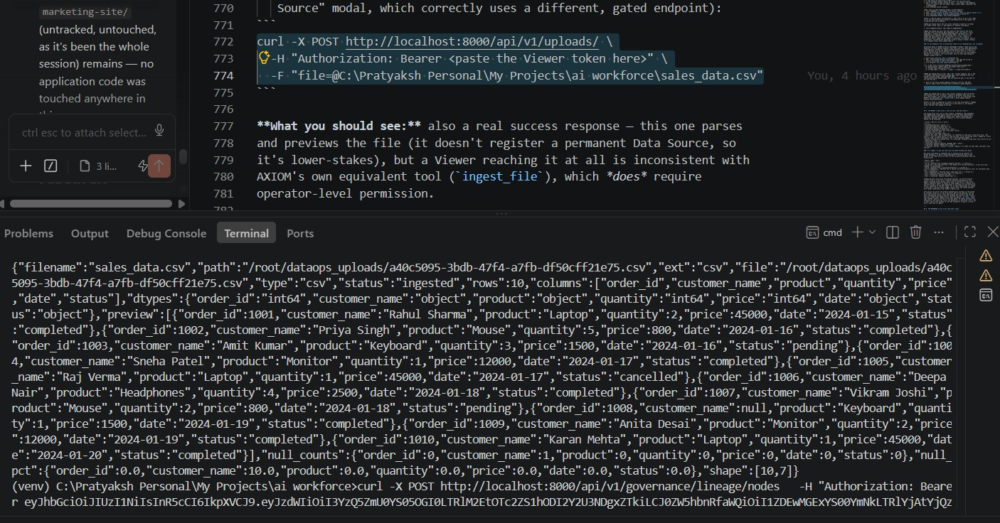 marketing-site/
(untracked, untouched,
as it's been the whole
session) remains — no
application code was
touched anywhere in
ctrl esc to attach select...
3 li...
770 Source" modal, which correctly uses a different, gated endpoint):
771 ```
772 curl -X POST http://localhost:8000/api/v1/uploads/ \
773 -H "Authorization: Bearer <paste the Viewer token here>" \
774 -F "file=@C:\Pratyaksh Personal\My Projects\ai workforce\sales_data.csv" You, 4 hours ago
775 ```
776
777 **What you should see:** also a real success response — this one parses
778 and previews the file (it doesn't register a permanent Data Source, so
779 it's lower-stakes), but a Viewer reaching it at all is inconsistent with
780 AXIOM's own equivalent tool (`ingest_file`), which *does* require
781 operator-level permission.
782
Problems Output Debug Console Terminal Ports cmd
{"filename":"sales_data.csv","path":"/root/dataops_uploads/a40c5095-3bdb-47f4-a7fb-df50cff21e75.csv","ext":"csv","file":"/root/dataops_uploads/a40c
5095-3bdb-47f4-a7fb-df50cff21e75.csv","type":"csv","status":"ingested","rows":10,"columns":["order_id","customer_name","product","quantity","price"
,"date","status"],"dtypes":{"order_id":"int64","customer_name":"object","product":"object","quantity":"int64","price":"int64","date":"object","stat
us":"object"},"preview":[{"order_id":1001,"customer_name":"Rahul Sharma","product":"Laptop","quantity":2,"price":45000,"date":"2024-01-15","status"
:"completed"},{"order_id":1002,"customer_name":"Priya Singh","product":"Mouse","quantity":5,"price":800,"date":"2024-01-16","status":"completed"},{
"order_id":1003,"customer_name":"Amit Kumar","product":"Keyboard","quantity":3,"price":1500,"date":"2024-01-16","status":"pending"},{"order_id":100
4,"customer_name":"Sneha Patel","product":"Monitor","quantity":1,"price":12000,"date":"2024-01-17","status":"completed"},{"order_id":1005,"customer
_name":"Raj Verma","product":"Laptop","quantity":1,"price":45000,"date":"2024-01-17","status":"cancelled"},{"order_id":1006,"customer_name":"Deepa
Nair","product":"Headphones","quantity":4,"price":2500,"date":"2024-01-18","status":"completed"},{"order_id":1007,"customer_name":"Vikram Joshi","p
roduct":"Mouse","quantity":2,"price":800,"date":"2024-01-18","status":"pending"},{"order_id":1008,"customer_name":null,"product":"Keyboard","quanti
ty":1,"price":1500,"date":"2024-01-19","status":"completed"},{"order_id":1009,"customer_name":"Anita Desai","product":"Monitor","quantity":2,"price
":12000,"date":"2024-01-19","status":"completed"},{"order_id":1010,"customer_name":"Karan Mehta","product":"Laptop","quantity":1,"price":45000,"dat
e":"2024-01-20","status":"completed"}],"null_counts":{"order_id":0,"customer_name":1,"product":0,"quantity":0,"price":0,"date":0,"status":0},"null_
pct":{"order_id":0.0,"customer_name":10.0,"product":0.0,"quantity":0.0,"price":0.0,"date":0.0,"status":0.0},"shape":[10,7]}
(venv) C:\Pratyaksh Personal\My Projects\ai workforce>curl -X POST http://localhost:8000/api/v1/governance/lineage/nodes -H "Authorization: Beare
r eyJhbGciOiJIUzI1NiIsInR5cCI6IkpXVCJ9.eyJzdWIiOiI3YzQ5ZmU0YS05OGI0LTRlM2EtOTc2ZS1hODI2Y2U3NDgxZTkiLCJ0ZW5hbnRfaWQiOiI1ZDEwMGExYS00YmNkLTRlYjAtYjQz